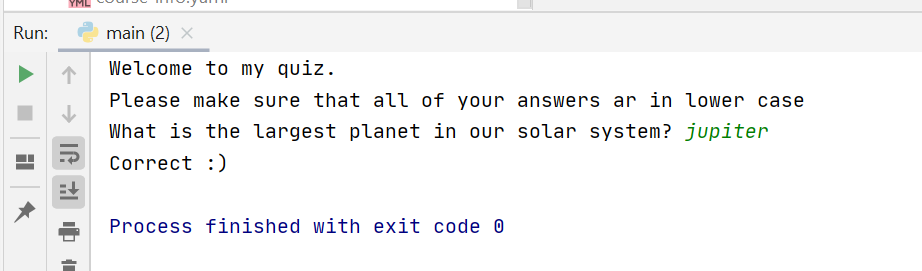 YML course-info.yaml
Run: main (2)
Welcome to my quiz.
Please make sure that all of your answers ar in lower case
What is the largest planet in our solar system? jupiter
Correct :)
Process finished with exit code 0